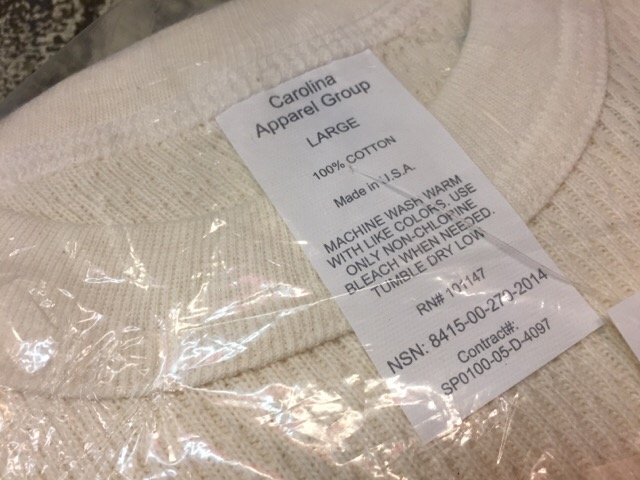 Carolina
Apparel Group
LARGE
100% COTTON
Made in U.S.A.
MACHINE WASH WARM
WITH LIKE COLORS. USE
ONLY NON-CHLORINE
BLEACH WHEN NEEDED.
TUMBLE DRY LOW
RN#
NSN: 8415-00-270-2014
Contract#:
SP0100-05-D-4097